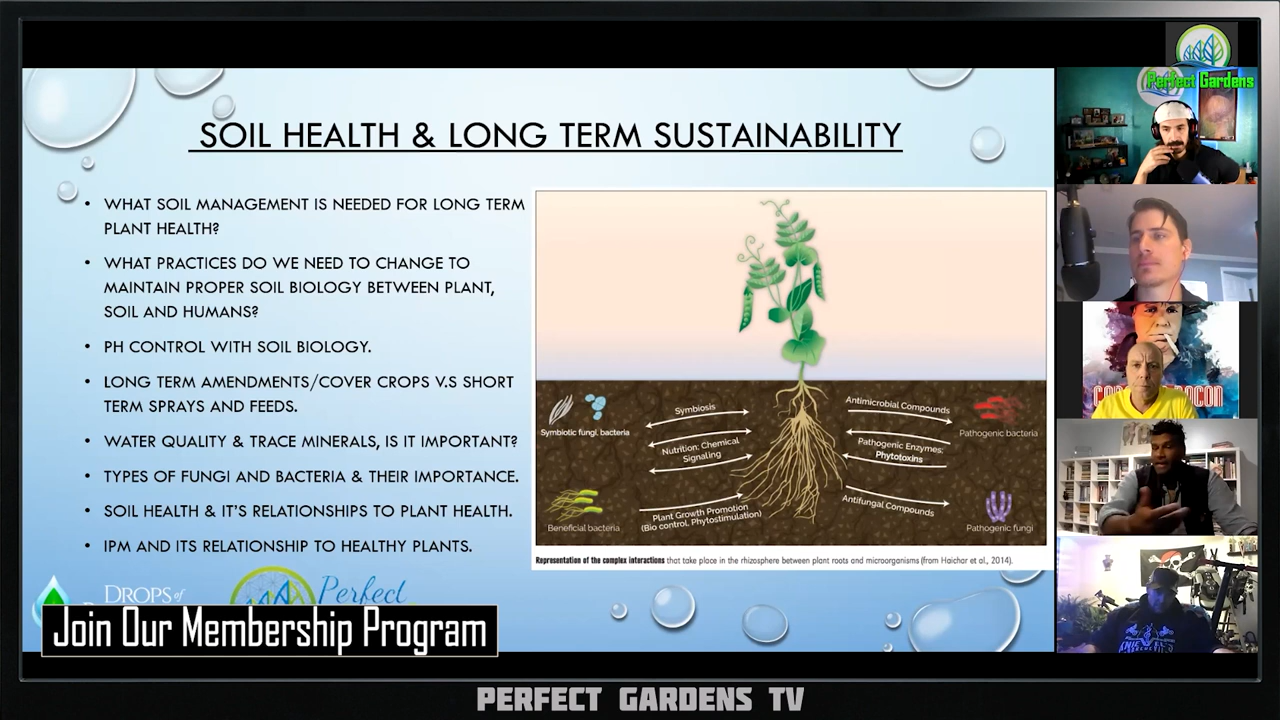 Perfect Gardens
SOIL HEALTH & LONG TERM SUSTAINABILITY
• WHAT SOIL MANAGEMENT IS NEEDED FOR LONG TERM
PLANT HEALTH?
• WHAT PRACTICES DO WE NEED TO CHANGE TO
MAINTAIN PROPER SOIL BIOLOGY BETWEEN PLANT,
SOIL AND HUMANS?
• PH CONTROL WITH SOIL BIOLOGY.
• LONG TERM AMENDMENTS/COVER CROPS V.S SHORT
TERM SPRAYS AND FEEDS.
• WATER QUALITY & TRACE MINERALS, IS IT IMPORTANT?
• TYPES OF FUNGI AND BACTERIA & THEIR IMPORTANCE.
• SOIL HEALTH & IT'S RELATIONSHIPS TO PLANT HEALTH.
• IPM AND ITS RELATIONSHIP TO HEALTHY PLANTS.
Symbiotic fungi, bacteria
Symbiosis
Nutrition: Chemical
Signaling
Beneficial bacteria
Plant Growth Promotion
(Bio control, Phytostimulation)
Antimicrobial Compounds
Pathogenic bacteria
Pathogenic Enzymes:
Phytotoxins
Antifungal Compounds
Pathogenic fungi
Representation of the complex interactions that take place in the rhizosphere between plant roots and microorganisms (from Haichar et al., 2014).
DROPS of
Perfect
Join Our Membership Program
PERFECT GARDENS TV